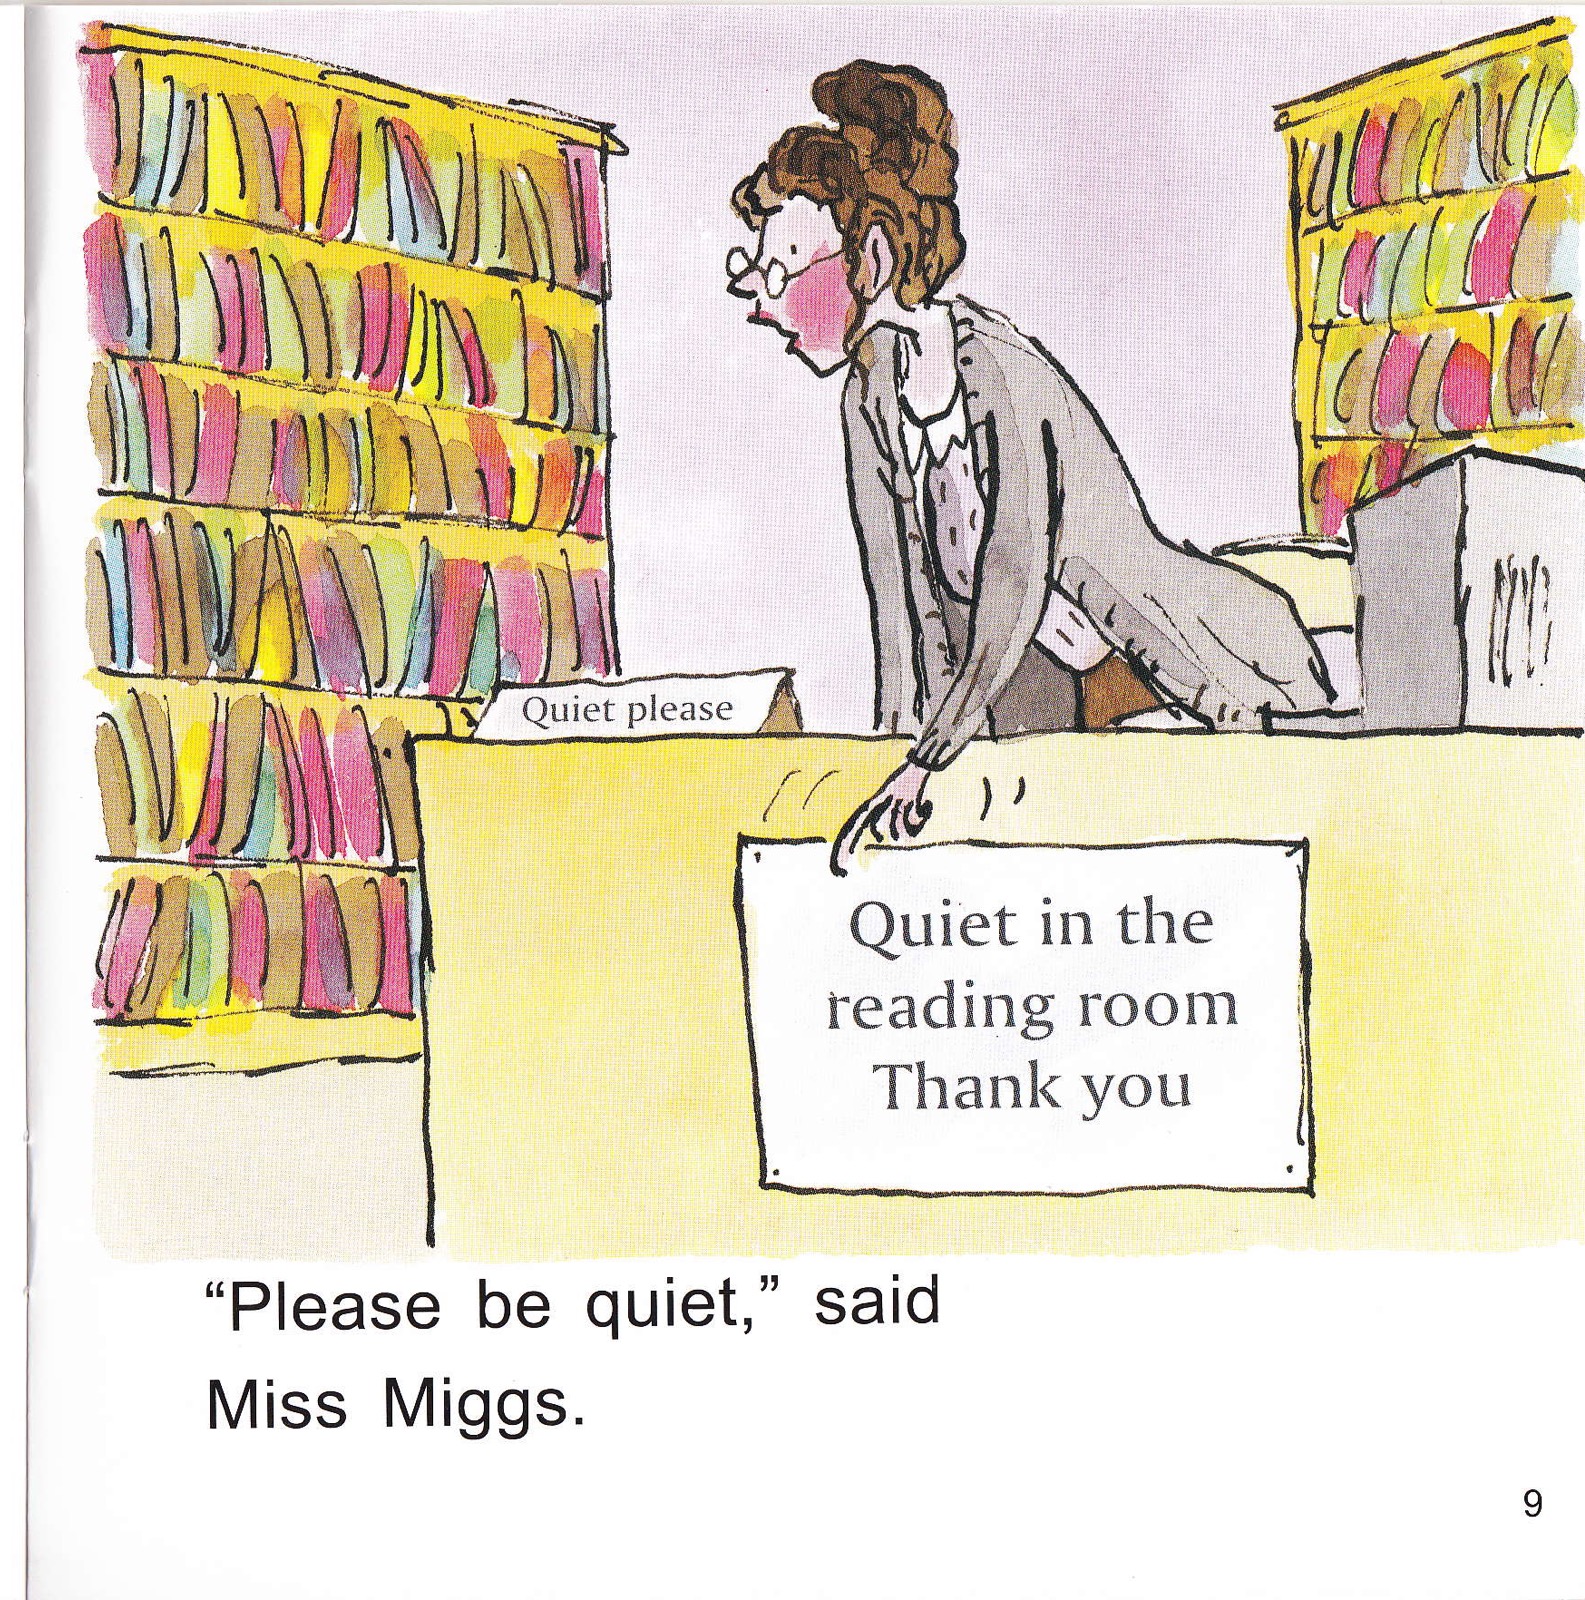 Quiet please
Quiet in the
reading room
Thank you
“Please be quiet,” said
Miss Miggs.
9